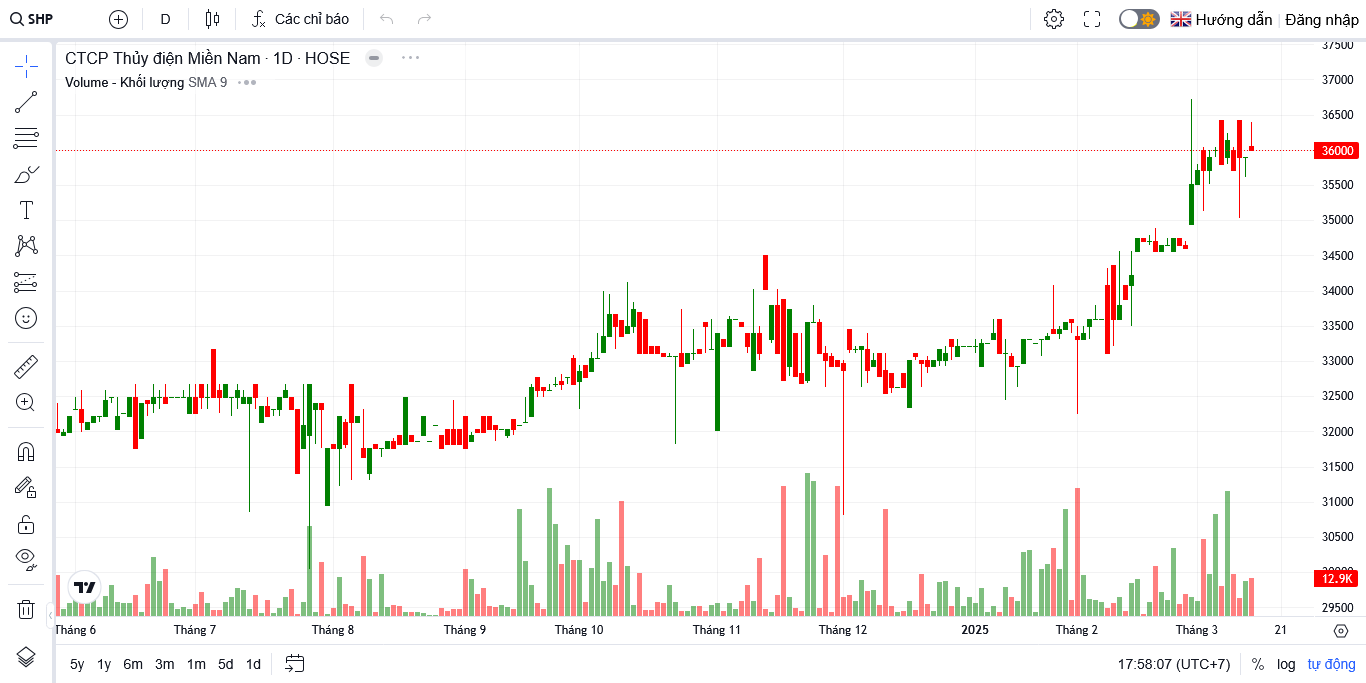 SHP D Các chỉ báo Hướng dẫn Đăng nhập
CTCP Thủy điện Miền Nam · 1D · HOSE
Volume - Khối lượng SMA 9
37500
37000
36500
36000
35500
35000
34500
34000
33500
33000
32500
32000
31500
31000
30500
30000
12.9K
29500
Tháng 6 Tháng 7 Tháng 8 Tháng 9 Tháng 10 Tháng 11 Tháng 12 2025 Tháng 2 Tháng 3 21
5y 1y 6m 3m 1m 5d 1d 17:58:07 (UTC+7) % log tự động